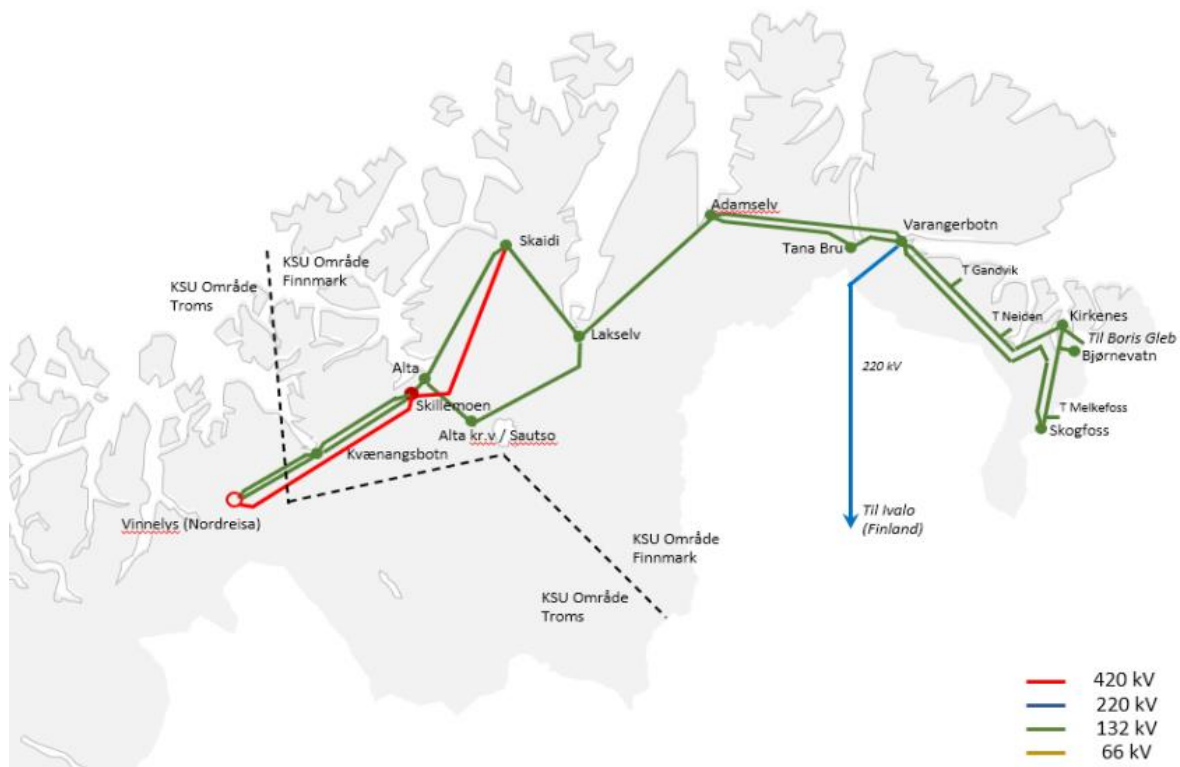 Adamselv
Varangerbotn
Skaidi
Tana Bru
KSU Område
Finnmark
KSU Område
Troms
T Gandvik
T Neiden
Kirkenes
Til Boris Gleb
Bjørnevatn
Lakselv
Alta
220 kV
Skillemoen
T Melkefoss
Skogfoss
Alta kr.v / Sautso
Kvænangsbotn
Vinnelys (Nordreisa)
Til Ivalo
(Finland)
KSU Område
Finnmark
KSU Område
Troms
420 kV
220 kV
132 kV
66 kV